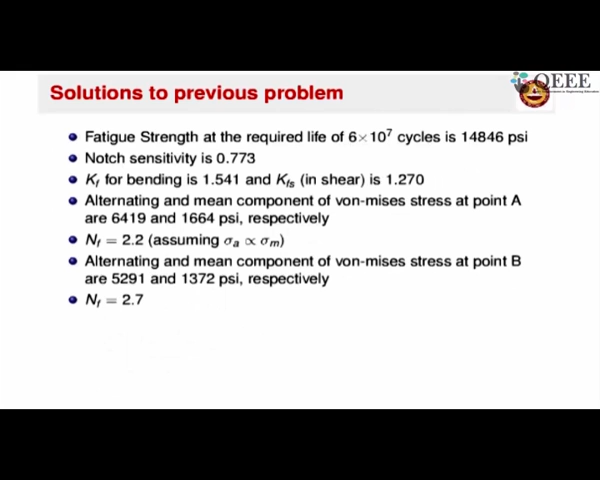 QEEE
Solutions to previous problem
Fatigue Strength at the required life of 6×10⁷ cycles is 14846 psi
Notch sensitivity is 0.773
K_f for bending is 1.541 and K_fs (in shear) is 1.270
Alternating and mean component of von-mises stress at point A
are 6419 and 1664 psi, respectively
N_f = 2.2 (assuming σ_a ∝ σ_m)
Alternating and mean component of von-mises stress at point B
are 5291 and 1372 psi, respectively
N_f = 2.7